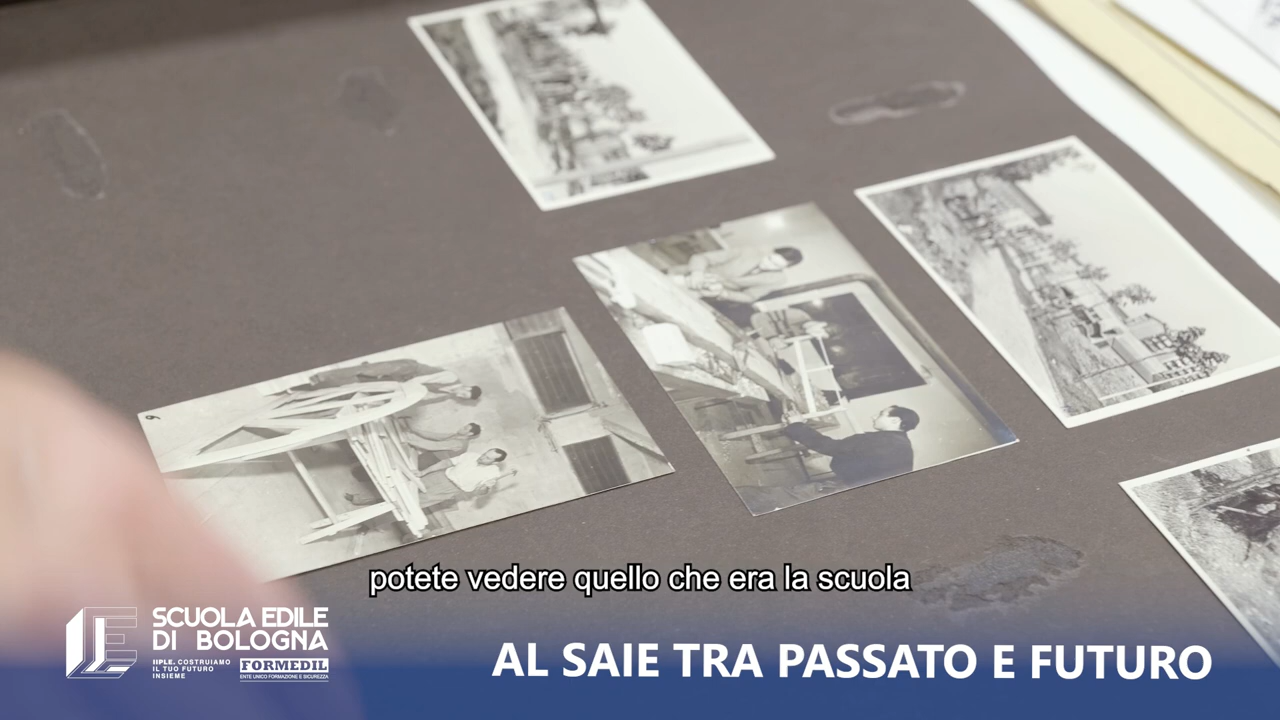 6
potete vedere quello che era la scuola
SCUOLA EDILE
DI BOLOGNA
IIPLE. COSTRUIAMO
IL TUO FUTURO
INSIEME
FORMEDIL
ENTE UNICO FORMAZIONE E SICUREZZA
AL SAIE TRA PASSATO E FUTURO